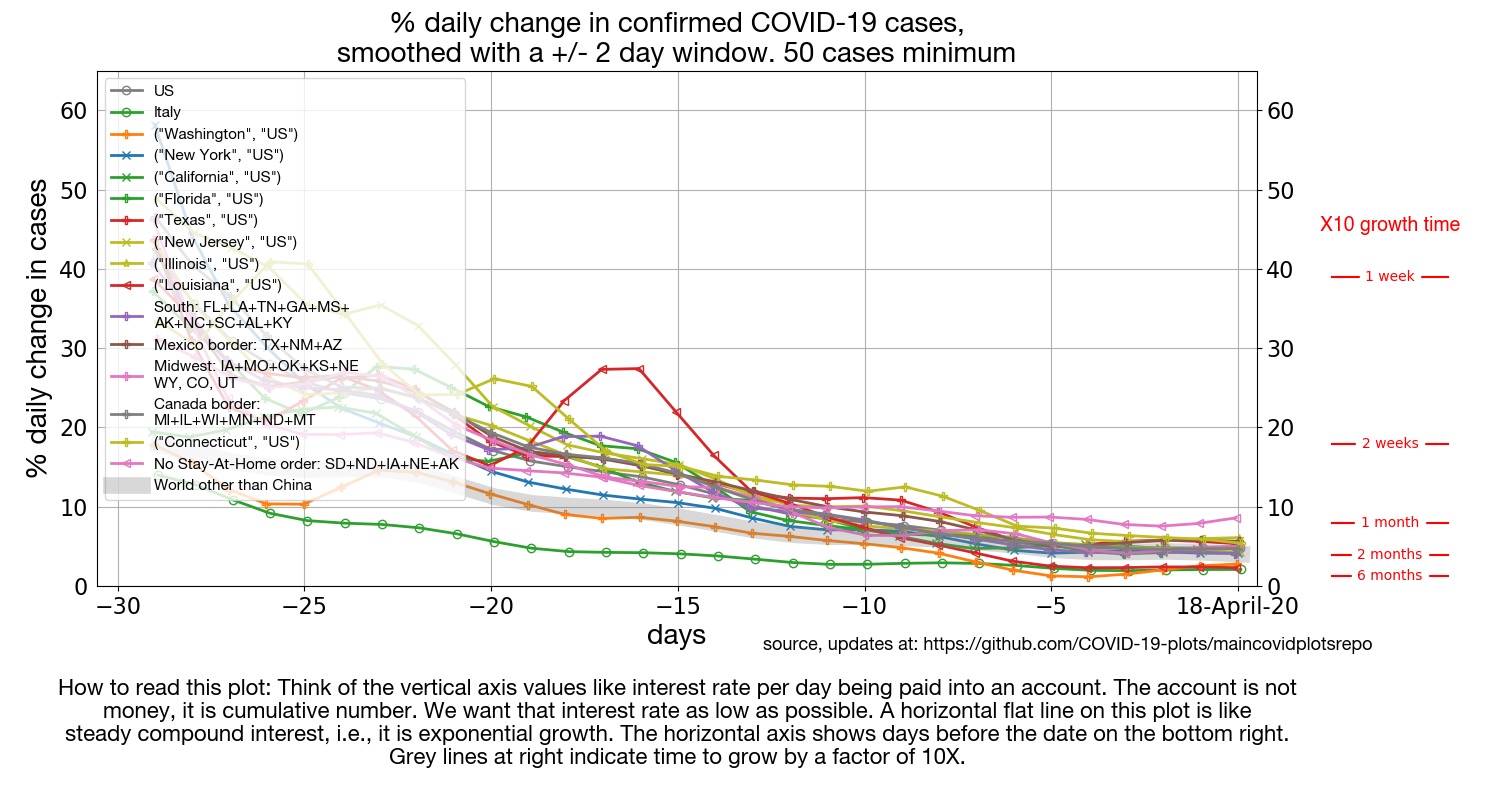 % daily change in confirmed COVID-19 cases,
smoothed with a +/- 2 day window. 50 cases minimum
% daily change in cases
60
50
40
30
20
10
0
US
Italy
("Washington", "US")
("New York", "US")
("California", "US")
("Florida", "US")
("Texas", "US")
("New Jersey", "US")
("Illinois", "US")
("Louisiana", "US")
South: FL+LA+TN+GA+MS+
AK+NC+SC+AL+KY
Mexico border: TX+NM+AZ
Midwest: IA+MO+OK+KS+NE
WY, CO, UT
Canada border:
MI+IL+WI+MN+ND+MT
("Connecticut", "US")
No Stay-At-Home order: SD+ND+IA+NE+AK
World other than China
60
50
40
30
20
10
0
X10 growth time
1 week
2 weeks
1 month
2 months
6 months
−30
−25
−20
−15
−10
−5
18-April-20
days
source, updates at: https://github.com/COVID-19-plots/maincovidplotsrepo
How to read this plot: Think of the vertical axis values like interest rate per day being paid into an account. The account is not
money, it is cumulative number. We want that interest rate as low as possible. A horizontal flat line on this plot is like
steady compound interest, i.e., it is exponential growth. The horizontal axis shows days before the date on the bottom right.
Grey lines at right indicate time to grow by a factor of 10X.